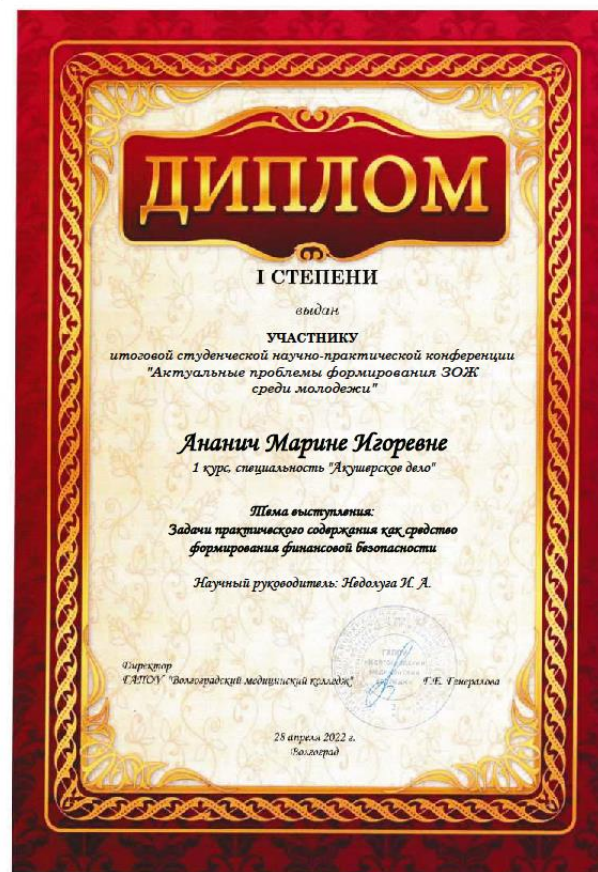 ДИПЛОМ
I СТЕПЕНИ
выдан
УЧАСТНИКУ
итоговой студенческой научно-практической конференции
"Актуальные проблемы формирования ЗОЖ
среди молодежи"
Ананич Марине Игоревне
1 курс, специальность "Акушерское дело"
Тема выступления:
Задачи практического содержания как средство
формирования финансовой безопасности
Научный руководитель: Недолуга И. А.
Директор
ГАПОУ "Волгоградский медицинский колледж"
Г.Е. Генералова
28 апреля 2022 г.
Волгоград